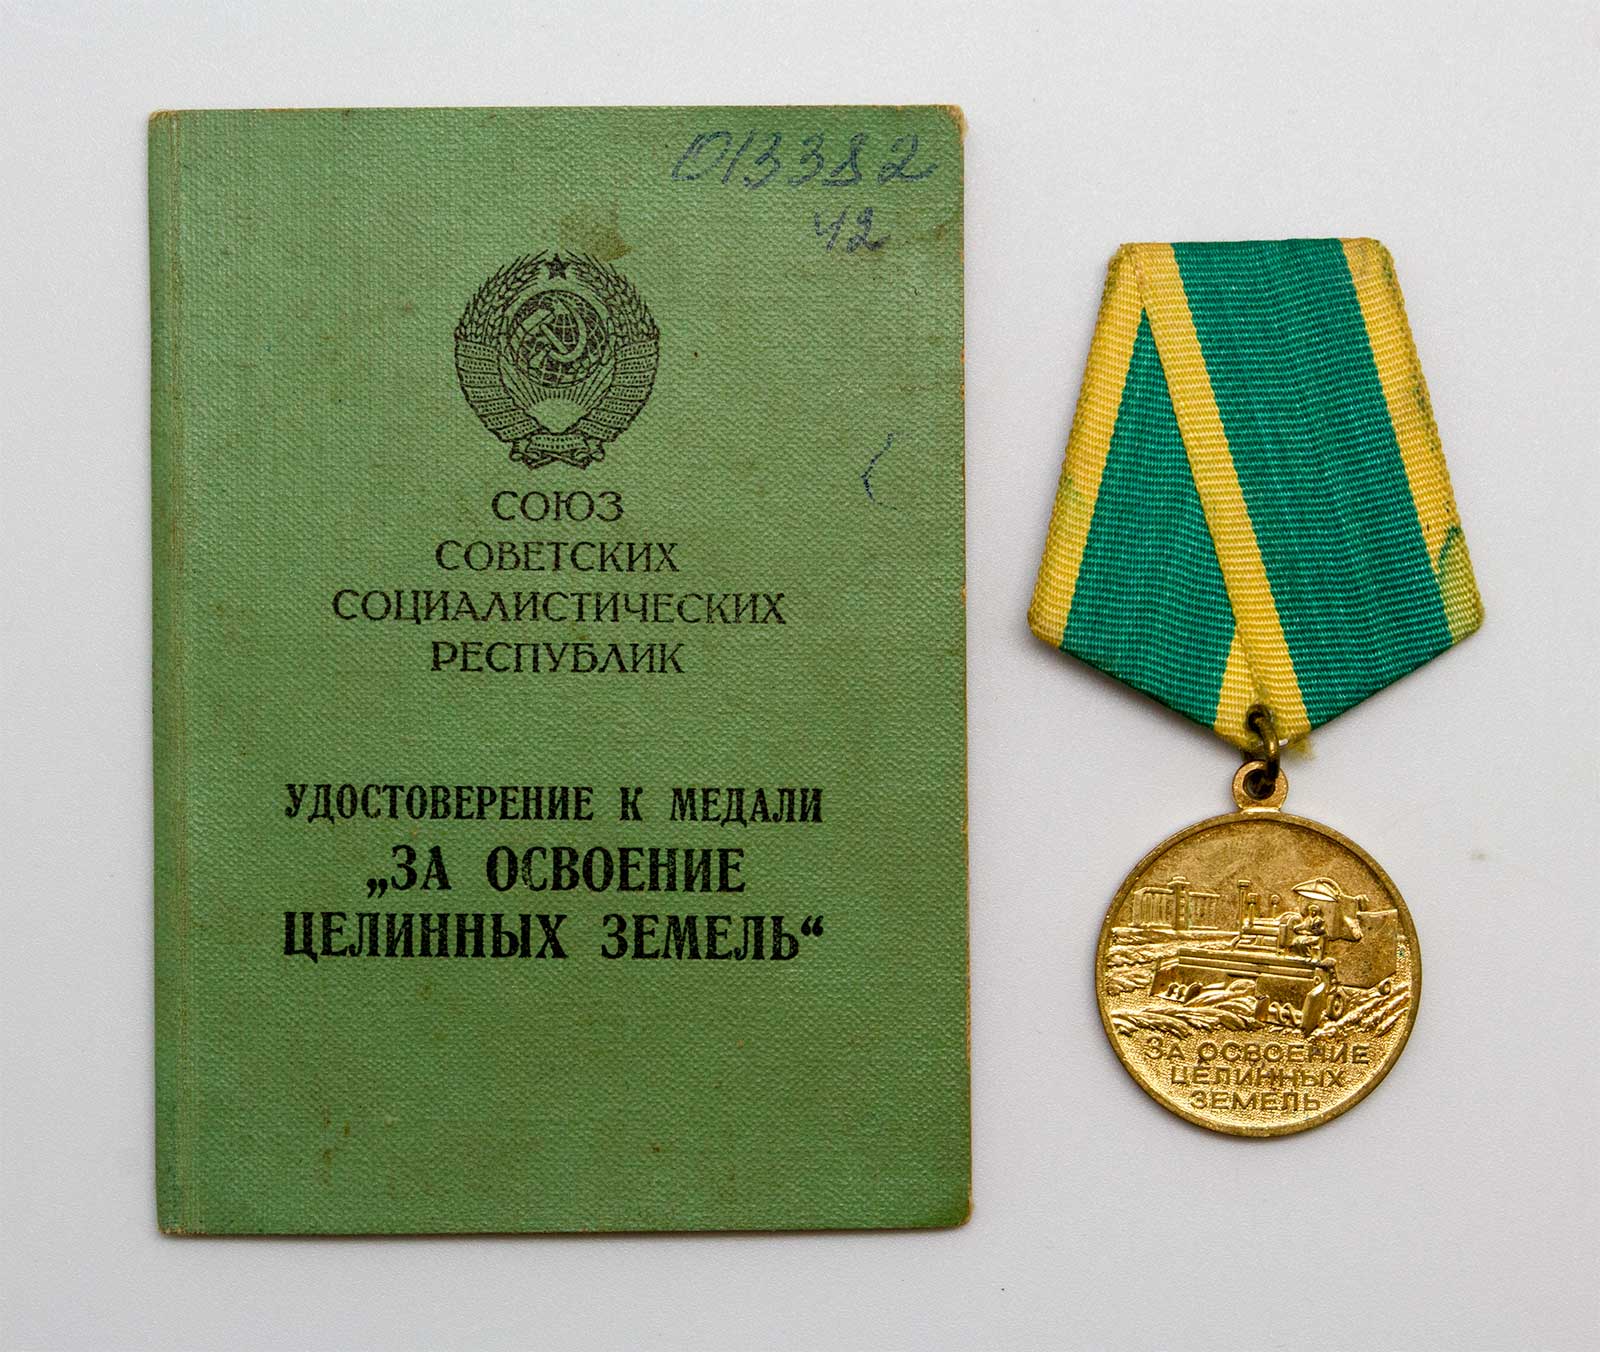 013382
42
СОЮЗ
СОВЕТСКИХ
СОЦИАЛИСТИЧЕСКИХ
РЕСПУБЛИК
УДОСТОВЕРЕНИЕ К МЕДАЛИ
„ЗА ОСВОЕНИЕ
ЦЕЛИННЫХ ЗЕМЕЛЬ“
ЗА ОСВОЕНИЕ
ЦЕЛИННЫХ
ЗЕМЕЛЬ